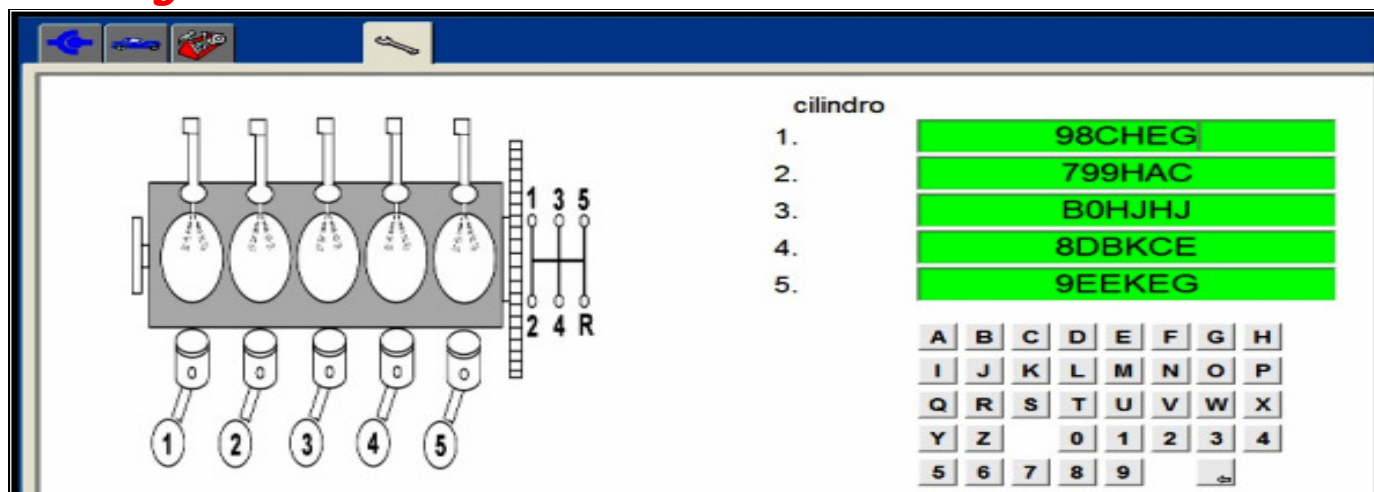 cilindro
1. 98CHEG
2. 799HAC
3. B0HJHJ
4. 8DBKCE
5. 9EEKEG
1 3 5
2 4 R
1 2 3 4 5
A B C D E F G H
I J K L M N O P
Q R S T U V W X
Y Z 0 1 2 3 4
5 6 7 8 9